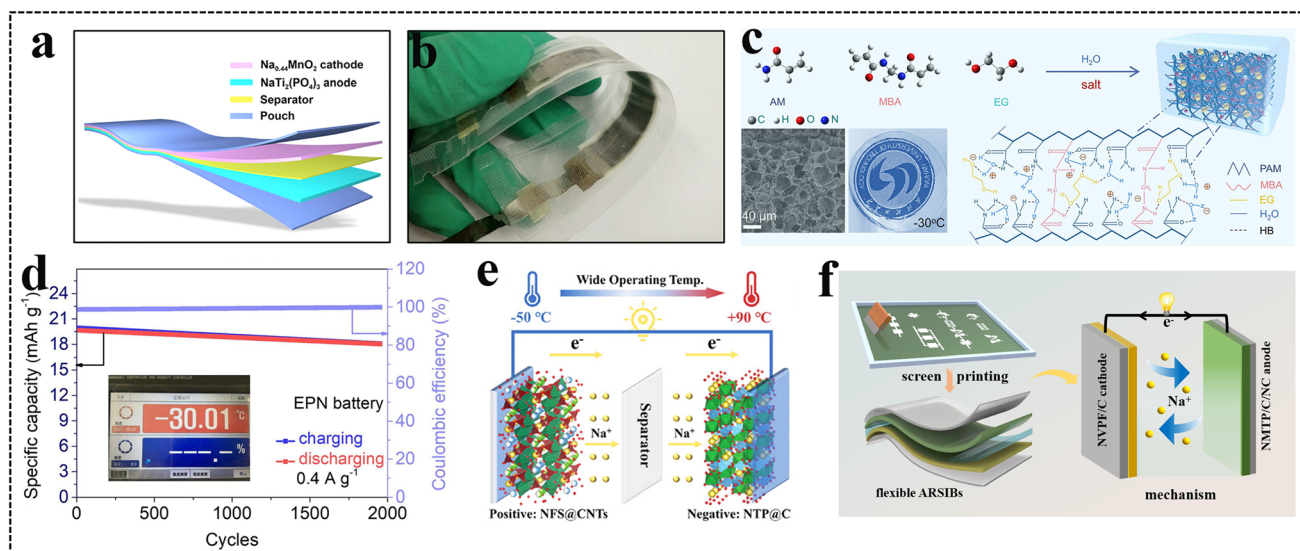 a
Na0.44MnO2 cathode
NaTi2(PO4)3 anode
Separator
Pouch
b
c
AM
MBA
EG
H2O
salt
C H O N
40 μm
-30°C
PAM
MBA
EG
H2O
HB
d
Specific capacity (mAh g-1)
24
21
18
15
12
9
6
3
0
120
100
80
60
40
20
0
Coulombic efficiency (%)
-30.01 °C
%
EPN battery
charging
discharging
0.4 A g-1
0 500 1000 1500 2000
Cycles
e
Wide Operating Temp.
-50 °C
+90 °C
e-
e-
Na+
Separator
Na+
Positive: NFS@CNTs
Negative: NTP@C
f
screen printing
flexible ARSIBs
e-
NVPF/C cathode
Na+
NMTP/C/NC anode
mechanism